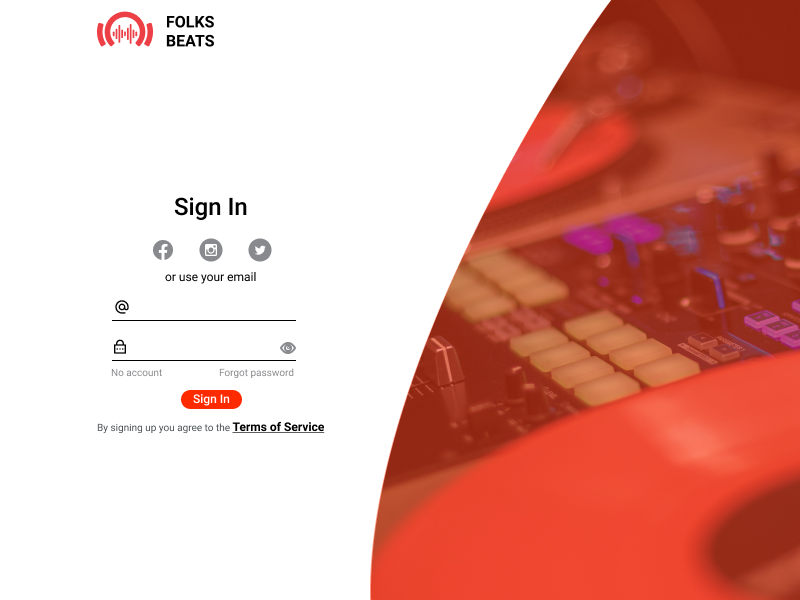 FOLKS
BEATS
Sign In
or use your email
@
No account
Forgot password
Sign In
By signing up you agree to the Terms of Service